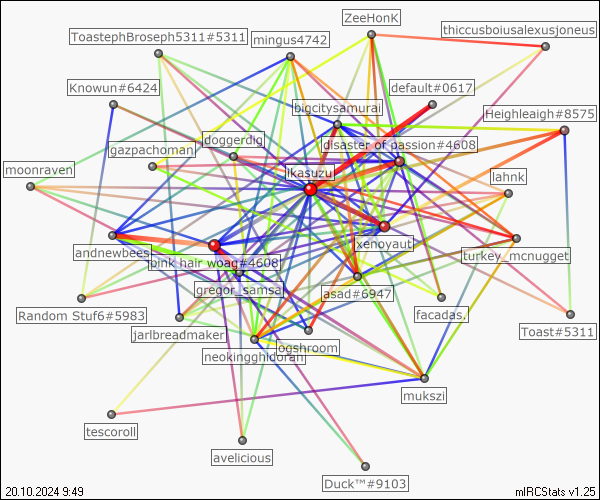 ZeeHonK
thiccusboiusalexusjoneus
ToastephBroseph5311#5311
mingus4742
Knowun#6424
default#0617
bigcitysamurai
Heighleaigh#8575
doggerdig
disaster of passion#4608
gazpachomani
moonraven
likasuzu
lahnk
xenoyaut
andnewbees
turkey_mcnugget
pink hair woag#4608
gregor_samsa
asad#6947
Random Stuf6#5983
facadas.
jarlbreadmaker
Toast#5311
ogshroom
neokingghidorah
mukszi
tescoroll
avelicious
Duck™#9103
20.10.2024 9:49
mIRCStats v1.25